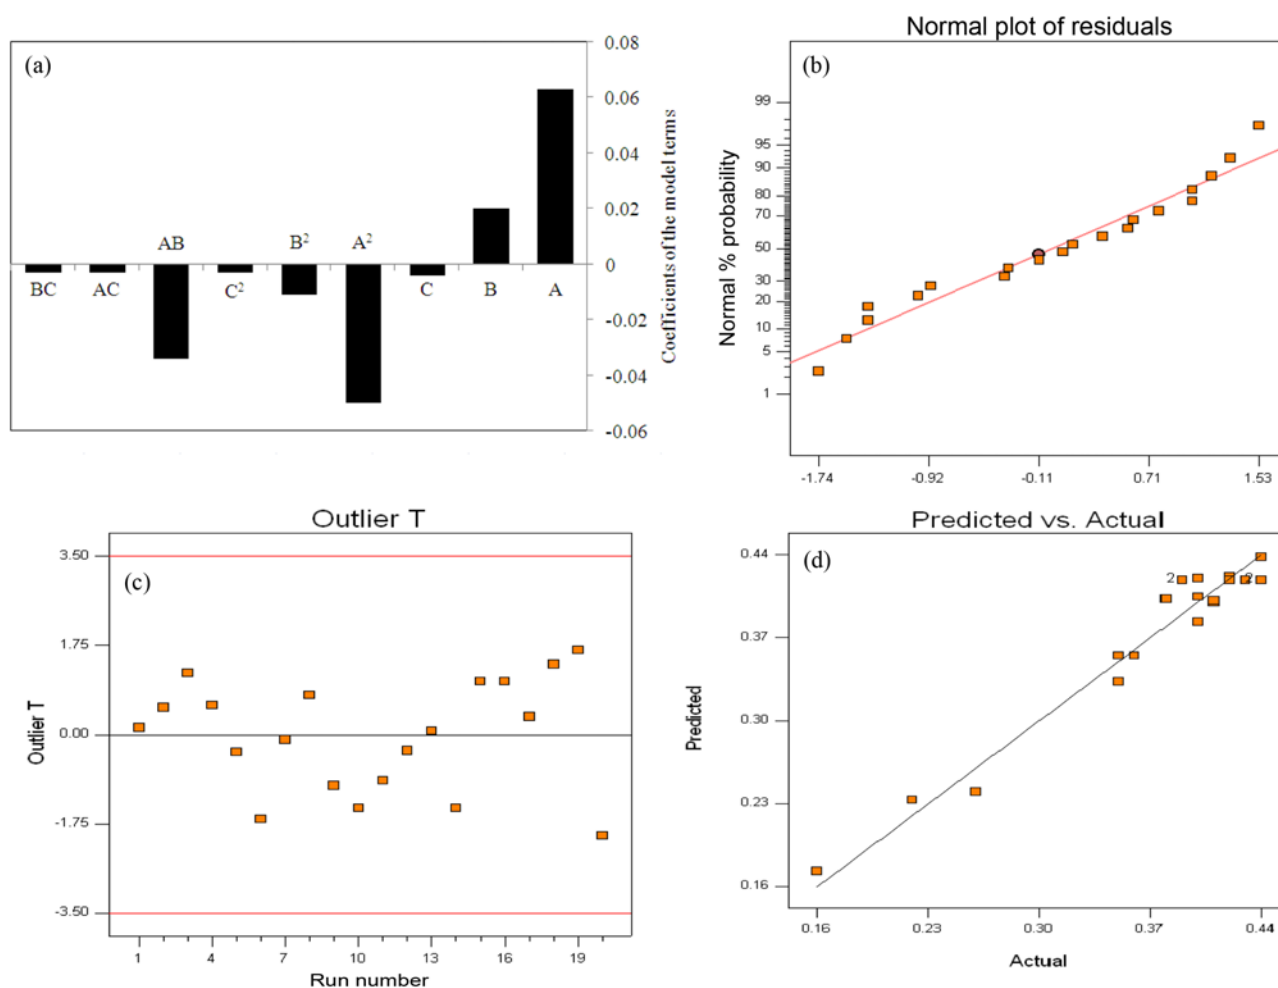 (a)
0.08
0.06
0.04
0.02
0
-0.02
-0.04
-0.06
Coefficients of the model terms
AB
B²
A²
BC
AC
C²
C
B
A
Normal plot of residuals
(b)
Normal % probability
99
95
90
80
70
50
30
20
10
5
1
-1.74
-0.92
-0.11
0.71
1.53
Outlier T
(c)
Outlier T
3.50
1.75
0.00
-1.75
-3.50
1
4
7
10
13
16
19
Run number
Predicted vs. Actual
(d)
Predicted
0.44
0.37
0.30
0.23
0.16
2
2
0.16
0.23
0.30
0.37
0.44
Actual